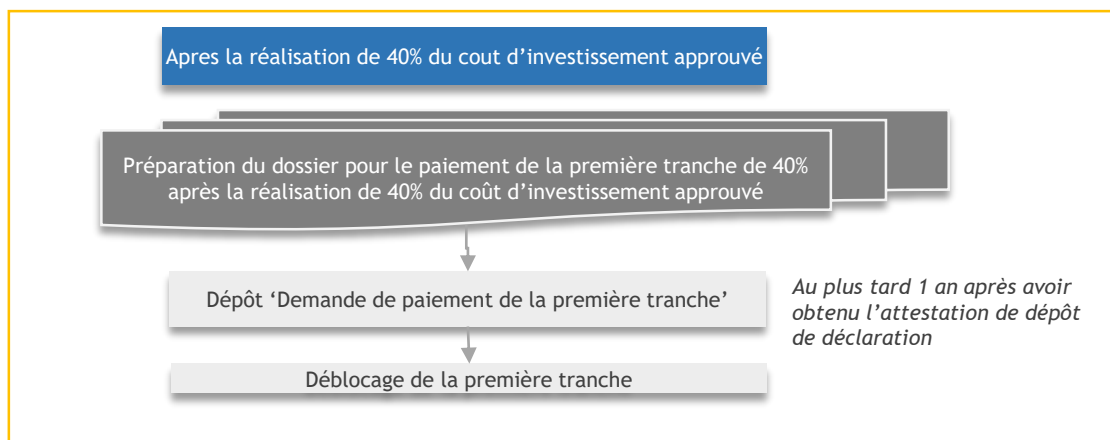 Apres la réalisation de 40% du cout d’investissement approuvé
Préparation du dossier pour le paiement de la première tranche de 40%
après la réalisation de 40% du coût d’investissement approuvé
Dépôt ‘Demande de paiement de la première tranche’
Au plus tard 1 an après avoir
obtenu l’attestation de dépôt
de déclaration
Déblocage de la première tranche